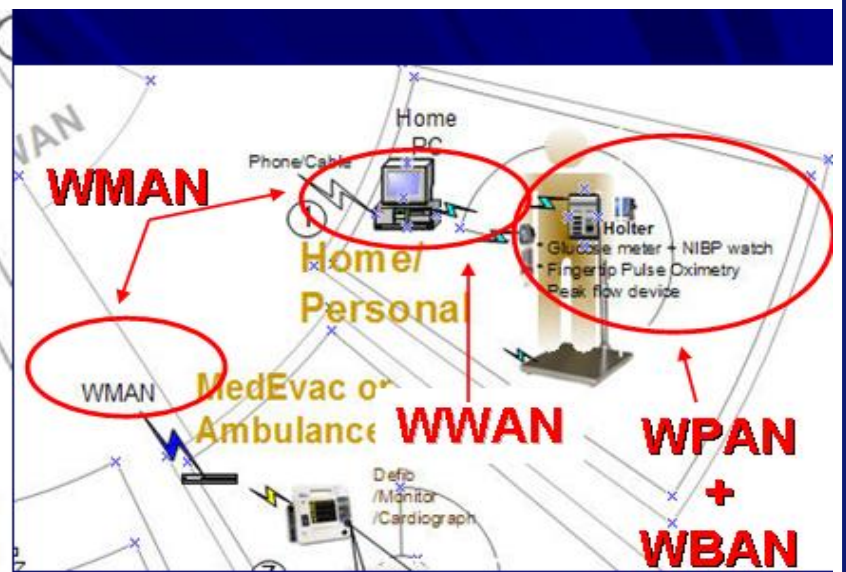 WAN
Home
PC
Phone/Cable
WMAN
1
Holter
* Glucose meter + NIBP watch
* Fingertip Pulse Oximetry
Peak flow device
Home/
Personal
WMAN
MedEvac or
Ambulance
WWAN
WPAN
+
WBAN
Defib
/Monitor
/Cardiograph